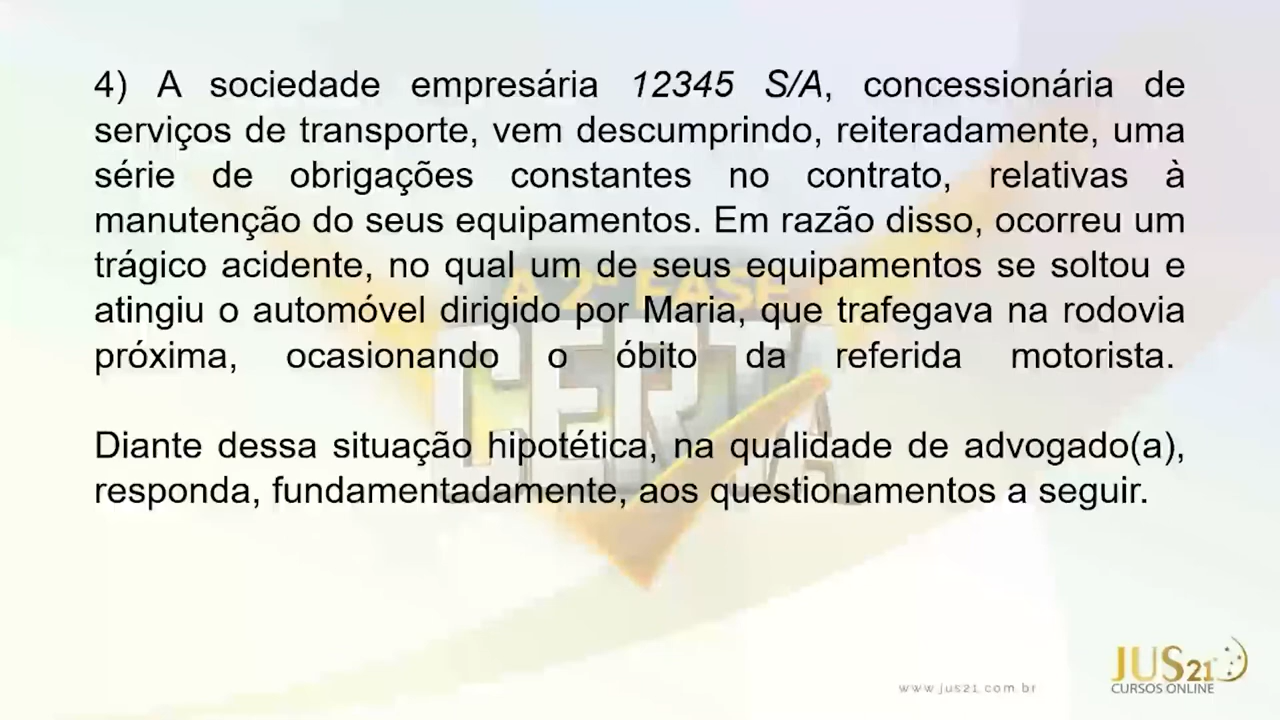 4) A sociedade empresária 12345 S/A, concessionária de
serviços de transporte, vem descumprindo, reiteradamente, uma
série de obrigações constantes no contrato, relativas à
manutenção do seus equipamentos. Em razão disso, ocorreu um
trágico acidente, no qual um de seus equipamentos se soltou e
atingiu o automóvel dirigido por Maria, que trafegava na rodovia
próxima, ocasionando o óbito da referida motorista.
Diante dessa situação hipotética, na qualidade de advogado(a),
responda, fundamentadamente, aos questionamentos a seguir.
A 2ª FASE
CERTA
www.jus21.com.br
JUS21
CURSOS ONLINE